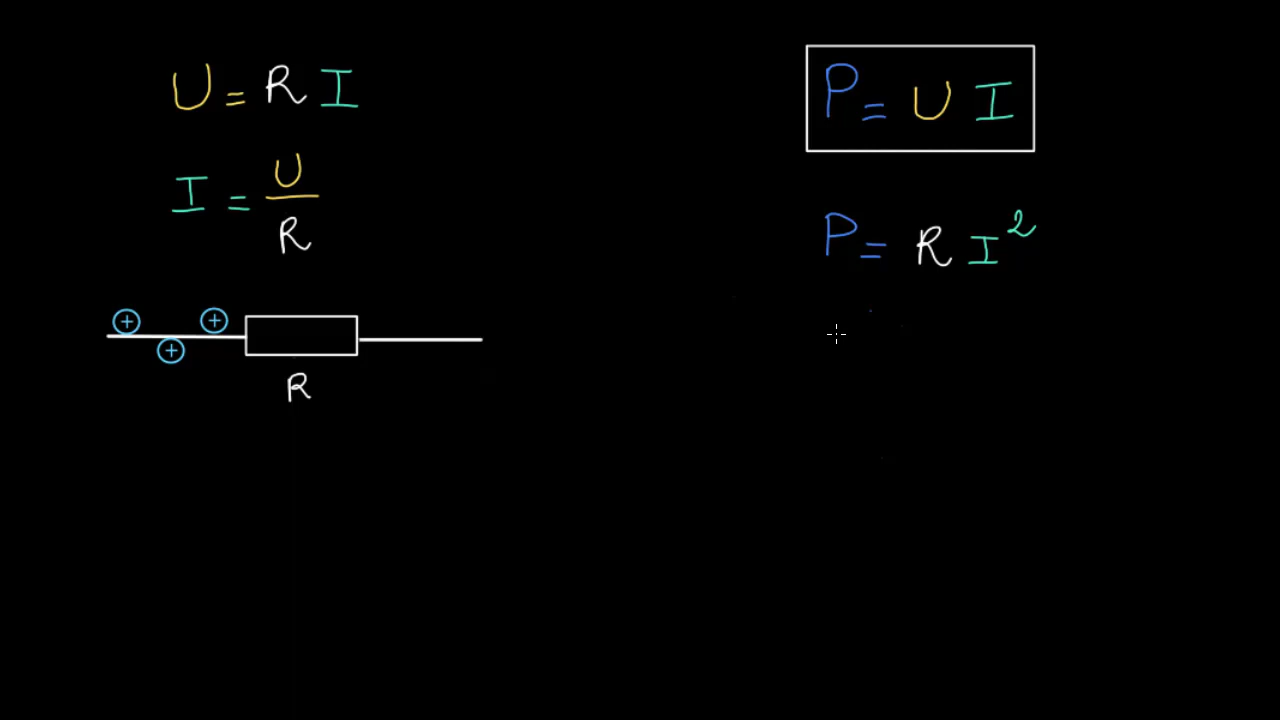 U = R I
I = U / R
+ + +
R
P = U I
P = R I²